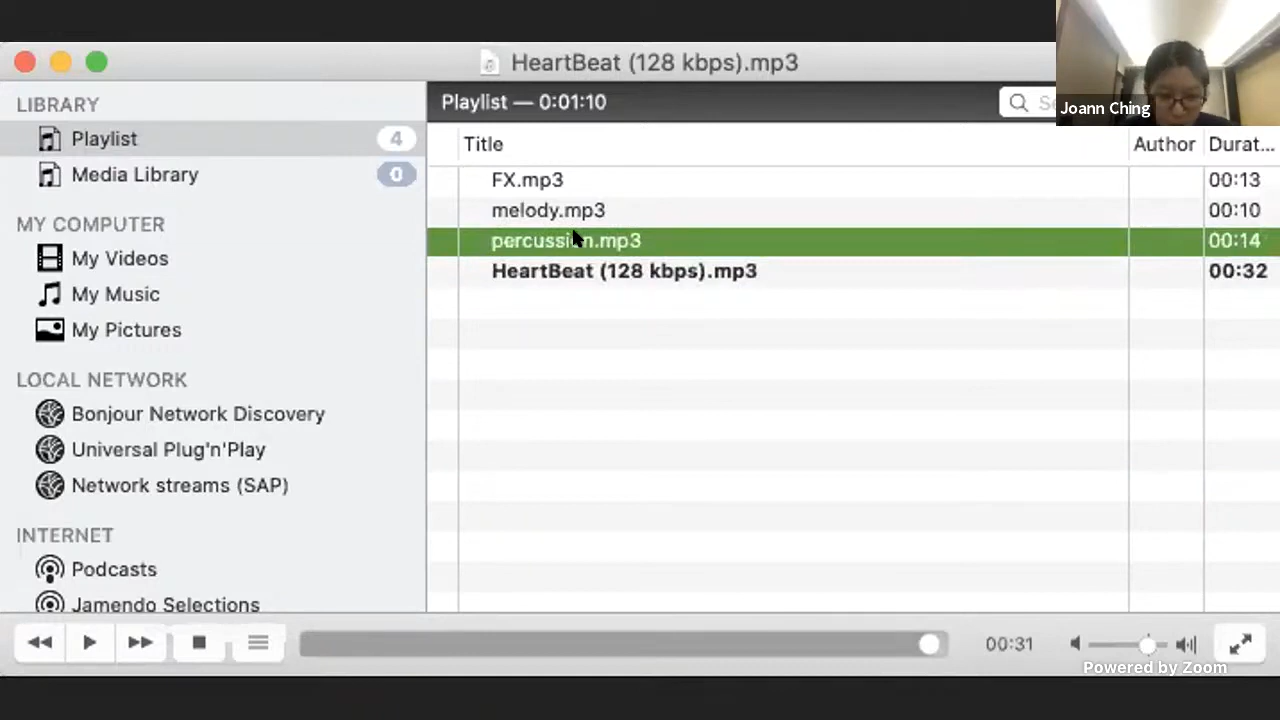 HeartBeat (128 kbps).mp3
Joann Ching
LIBRARY
Playlist 4
Media Library 0
MY COMPUTER
My Videos
My Music
My Pictures
LOCAL NETWORK
Bonjour Network Discovery
Universal Plug'n'Play
Network streams (SAP)
INTERNET
Podcasts
Jamendo Selections
Playlist — 0:01:10
Title Author Durat...
FX.mp3 00:13
melody.mp3 00:10
percussion.mp3 00:14
HeartBeat (128 kbps).mp3 00:32
00:31
Powered by Zoom